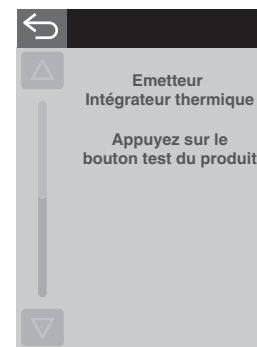 Emetteur
Intégrateur thermique
Appuyez sur le
bouton test du produit